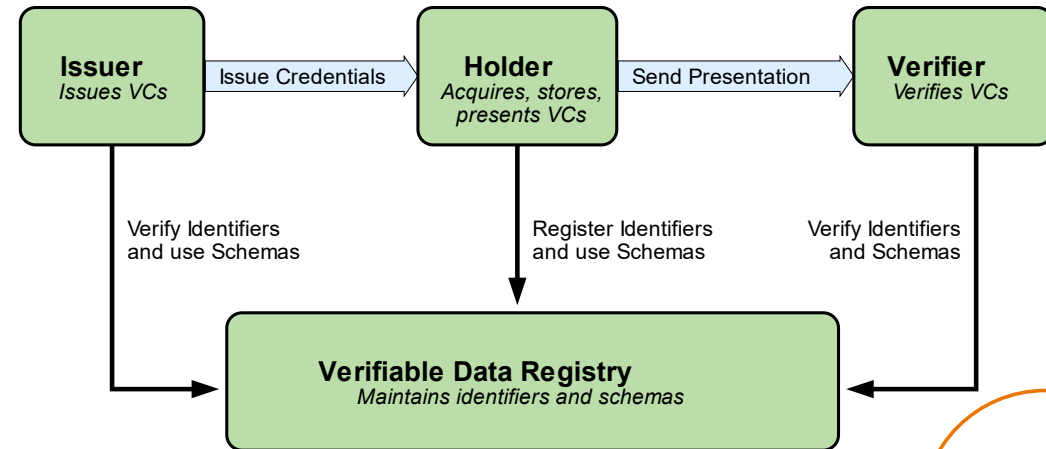 Issuer
Issues VCs
Issue Credentials
Holder
Acquires, stores,
presents VCs
Send Presentation
Verifier
Verifies VCs
Verify Identifiers
and use Schemas
Register Identifiers
and use Schemas
Verify Identifiers
and Schemas
Verifiable Data Registry
Maintains identifiers and schemas